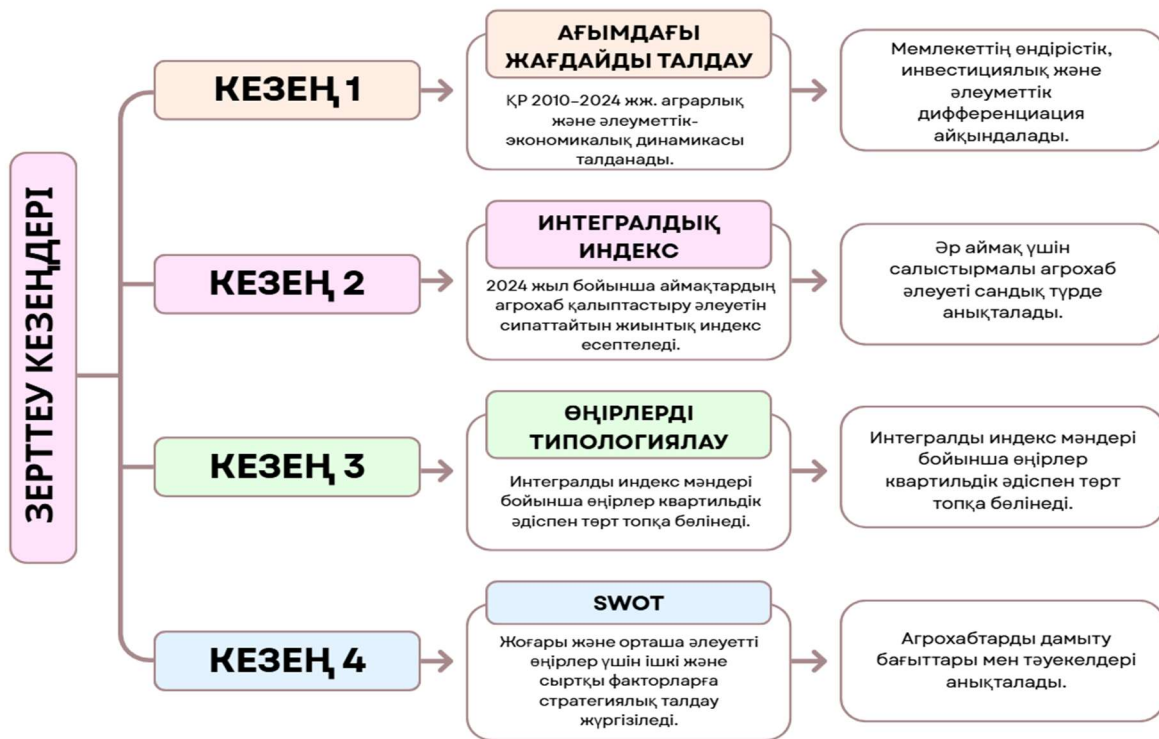 ЗЕРТТЕУ КЕЗЕҢДЕРІ
КЕЗЕҢ 1
АҒЫМДАҒЫ
ЖАҒДАЙДЫ ТАЛДАУ
ҚР 2010–2024 жж. аграрлық
және әлеуметтік-
экономикалық динамикасы
талданады.
Мемлекеттің өндірістік,
инвестициялық және
әлеуметтік
дифференциация
айқындалады.
КЕЗЕҢ 2
ИНТЕГРАЛДЫҚ
ИНДЕКС
2024 жыл бойынша аймақтардың
агрохаб қалыптастыру әлеуетін
сипаттайтын жиынтық индекс
есептеледі.
Әр аймақ үшін
салыстырмалы агрохаб
әлеуеті сандық түрде
анықталады.
КЕЗЕҢ 3
ӨҢІРЛЕРДІ
ТИПОЛОГИЯЛАУ
Интегралды индекс мәндері
бойынша өңірлер квартильдік
әдіспен төрт топқа бөлінеді.
Интегралды индекс мәндері
бойынша өңірлер
квартильдік әдіспен төрт
топқа бөлінеді.
КЕЗЕҢ 4
SWOT
Жоғары және орташа әлеуетті
өңірлер үшін ішкі және
сыртқы факторларға
стратегиялық талдау
жүргізіледі.
Агрохабтарды дамыту
бағыттары мен тәуекелдері
анықталады.